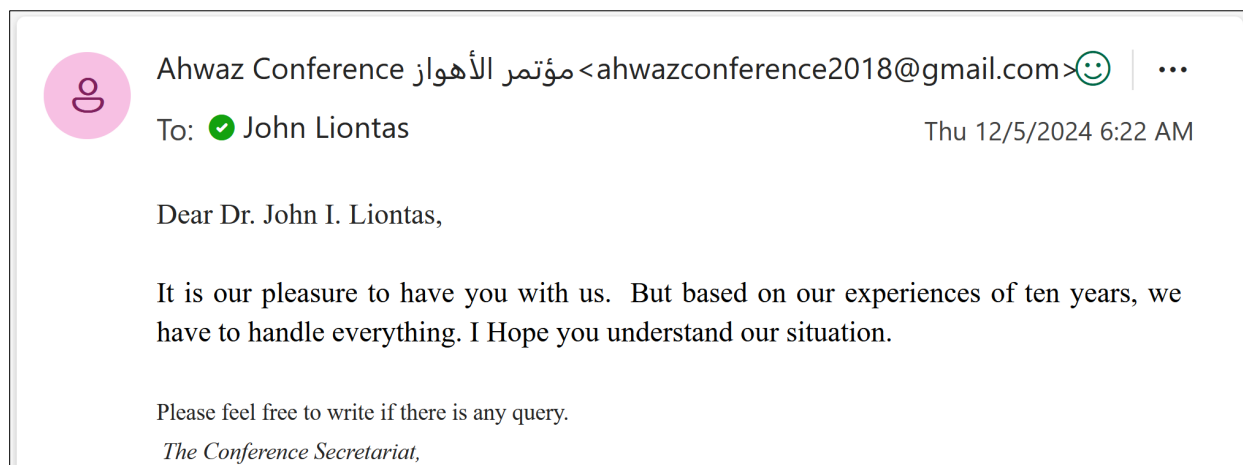 Ahwaz Conference مؤتمر الأهواز<ahwazconference2018@gmail.com>
To: John Liontas
Thu 12/5/2024 6:22 AM
Dear Dr. John I. Liontas,
It is our pleasure to have you with us. But based on our experiences of ten years, we
have to handle everything. I Hope you understand our situation.
Please feel free to write if there is any query.
The Conference Secretariat,